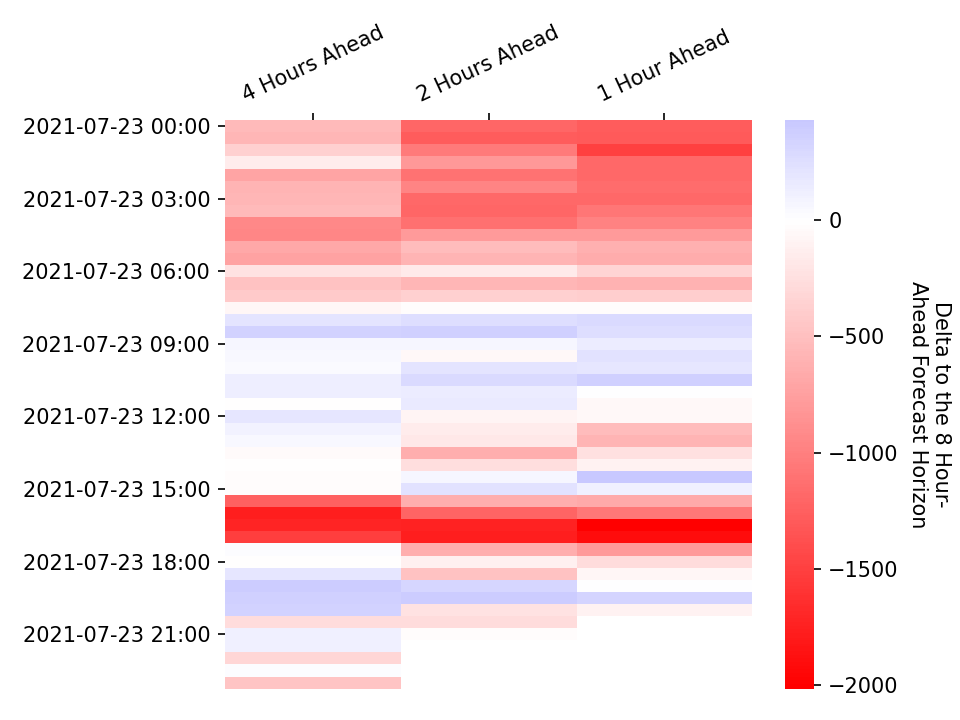 4 Hours Ahead
2 Hours Ahead
1 Hour Ahead
2021-07-23 00:00
2021-07-23 03:00
2021-07-23 06:00
2021-07-23 09:00
2021-07-23 12:00
2021-07-23 15:00
2021-07-23 18:00
2021-07-23 21:00
0
−500
−1000
−1500
−2000
Delta to the 8 Hour-
Ahead Forecast Horizon